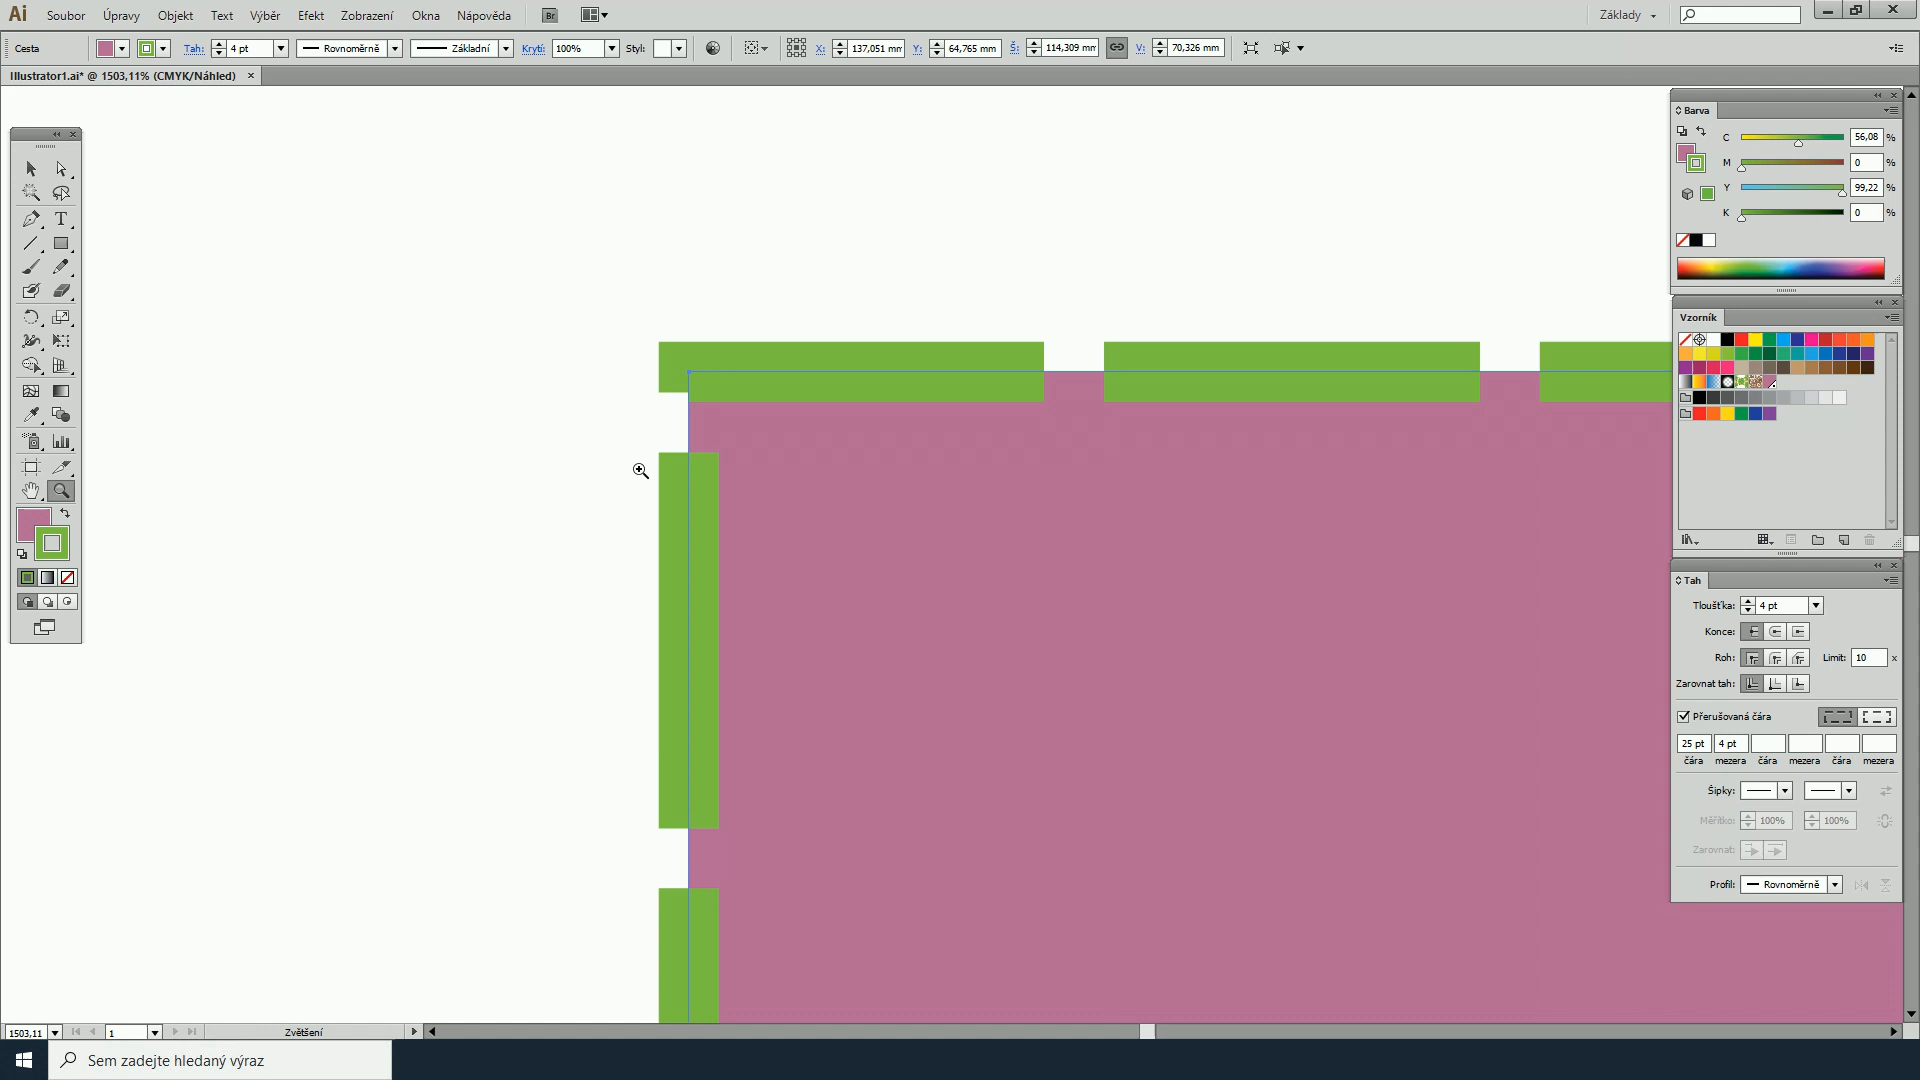 Ai Soubor Úpravy Objekt Text Výběr Efekt Zobrazení Okna Nápověda Br Základy
Cesta Tah: 4 pt Rovnoměrně Základní Krytí: 100% Styl: X: 137,051 mm Y: 64,765 mm Š: 114,309 mm V: 70,326 mm
Illustrator1.ai* @ 1503,11% (CMYK/Náhled)
Barva
C 56,08 %
M 0 %
Y 99,22 %
K 0 %
Vzorník
Tah
Tloušťka: 4 pt
Konce:
Roh: Limit: 10 x
Zarovnat tah:
Přerušovaná čára
25 pt 4 pt
čára mezera čára mezera čára mezera
Šipky:
Měřítko: 100% 100%
Zarovnat:
Profil: Rovnoměrně
1503,11 1 Zvětšení
Sem zadejte hledaný výraz